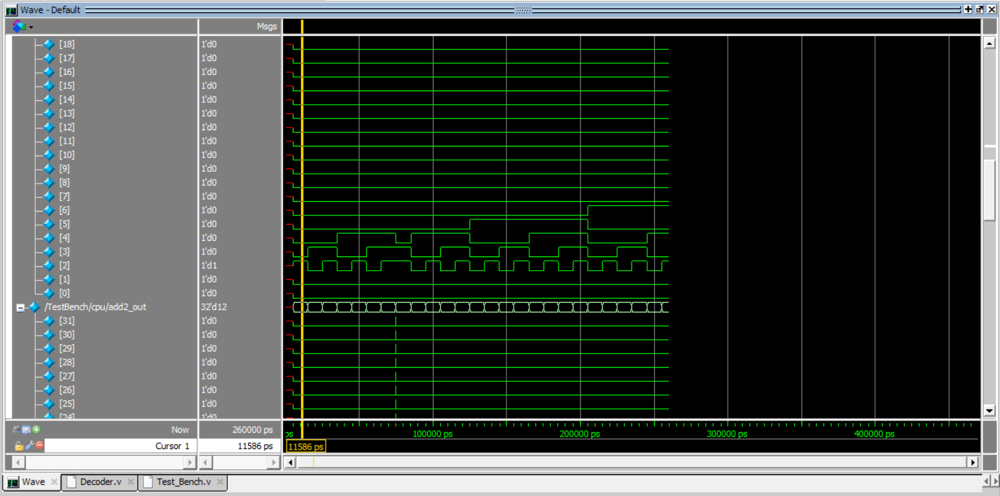 Wave - Default
Msgs
[18] 1'd0
[17] 1'd0
[16] 1'd0
[15] 1'd0
[14] 1'd0
[13] 1'd0
[12] 1'd0
[11] 1'd0
[10] 1'd0
[9] 1'd0
[8] 1'd0
[7] 1'd0
[6] 1'd0
[5] 1'd0
[4] 1'd0
[3] 1'd0
[2] 1'd1
[1] 1'd0
[0] 1'd0
/TestBench/cpu/add2_out 32'd12
[31] 1'd0
[30] 1'd0
[29] 1'd0
[28] 1'd0
[27] 1'd0
[26] 1'd0
[25] 1'd0
[24] 1'd0
Now 260000 ps ps 100000 ps 200000 ps 300000 ps 400000 ps
Cursor 1 11586 ps 11586 ps
Wave Decoder.v Test_Bench.v